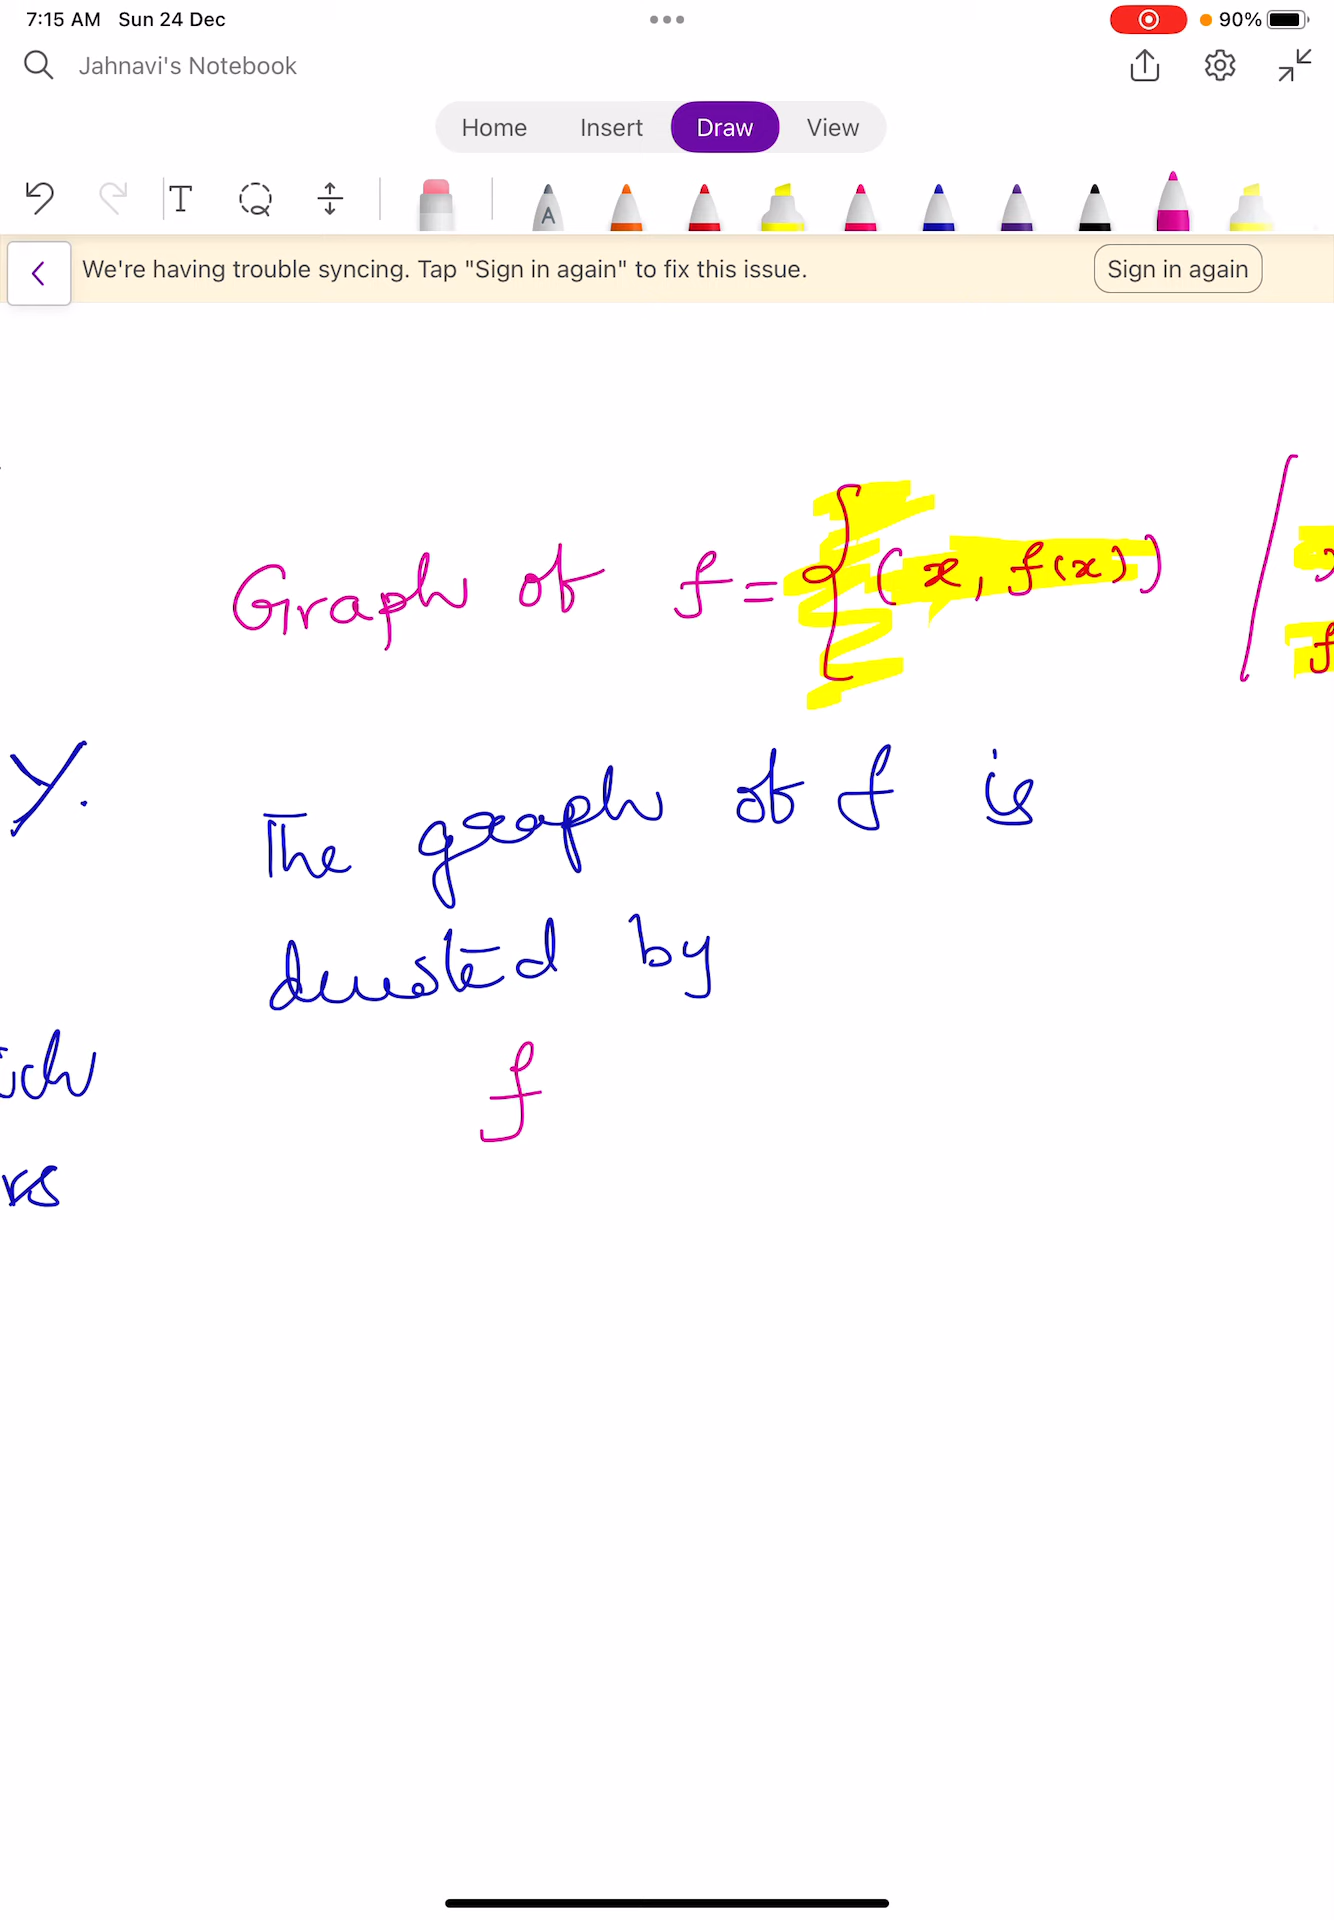 7:15 AM Sun 24 Dec
90%
Jahnavi's Notebook
Home Insert Draw View
T
A
We're having trouble syncing. Tap "Sign in again" to fix this issue.
Sign in again
Graph of f = { (x, f(x)) /
Y.
The graph of f is
denoted by
f